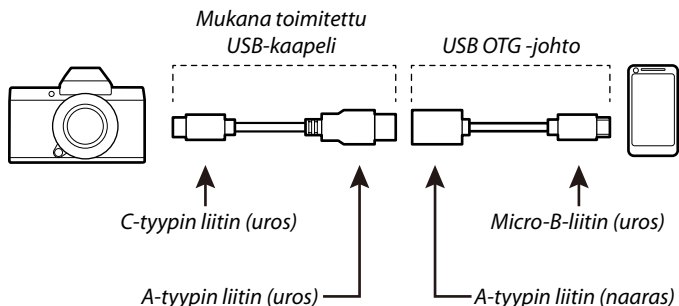 Mukana toimitettu
USB-kaapeli
USB OTG -johto
C-tyypin liitin (uros)
Micro-B-liitin (uros)
A-tyypin liitin (uros)
A-tyypin liitin (naaras)